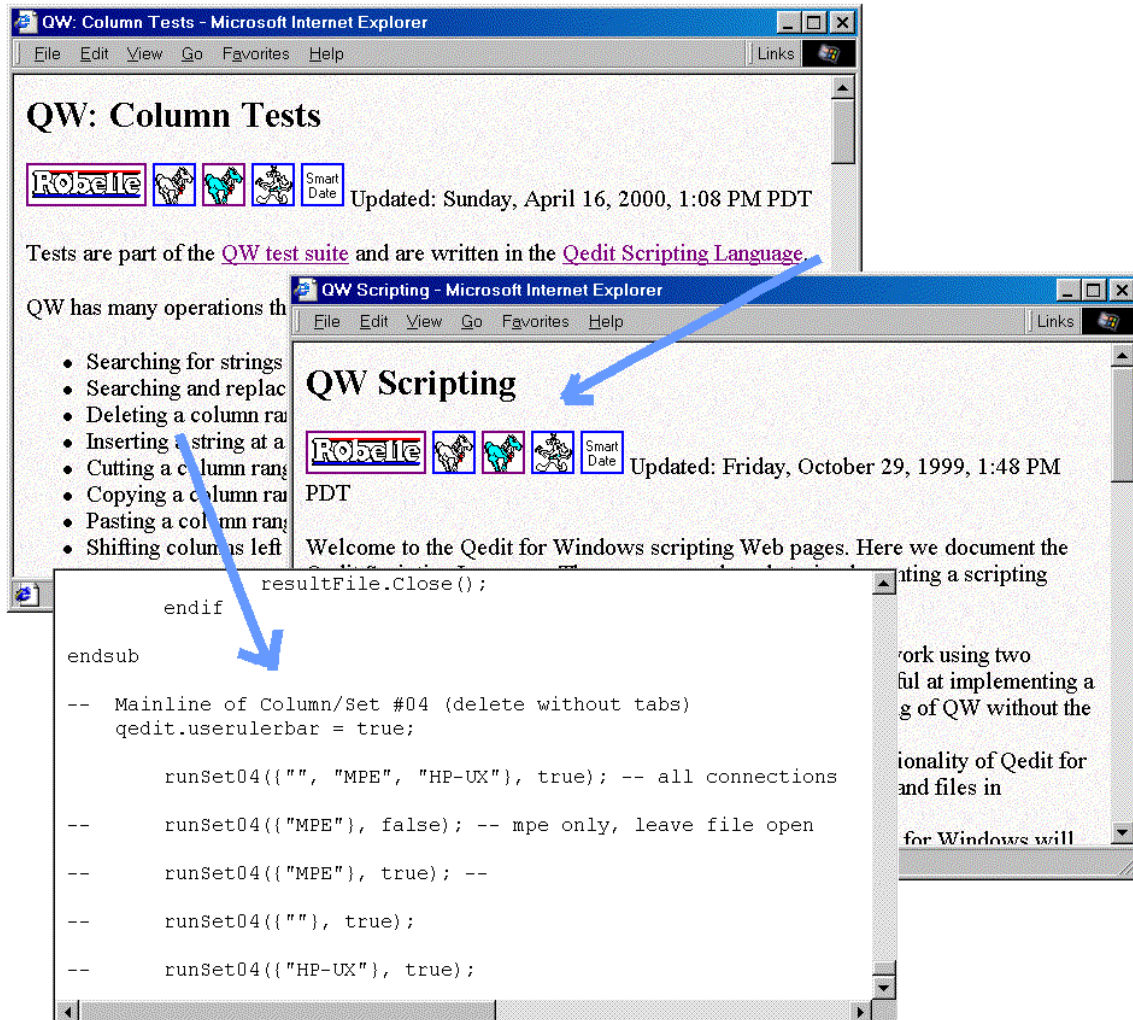 QW: Column Tests - Microsoft Internet Explorer
File Edit View Go Favorites Help
Links
QW: Column Tests
Robelle
Smart
Date
Updated: Sunday, April 16, 2000, 1:08 PM PDT
Tests are part of the QW test suite and are written in the Qedit Scripting Language.
QW has many operations th
Searching for strings
Searching and replac
Deleting a column ra
Inserting a string at a
Cutting a column rang
Copying a column ran
Pasting a column rang
Shifting columns left
QW Scripting - Microsoft Internet Explorer
File Edit View Go Favorites Help
Links
QW Scripting
Robelle
Smart
Date
Updated: Friday, October 29, 1999, 1:48 PM
PDT
Welcome to the Qedit for Windows scripting Web pages. Here we document the
Qedit Scripting Language. nting a scripting
work using two
ful at implementing a
g of QW without the
ionality of Qedit for
and files in
for Windows will
resultFile.Close();
endif
endsub
-- Mainline of Column/Set #04 (delete without tabs)
qedit.userulerbar = true;
runSet04({"", "MPE", "HP-UX"}, true); -- all connections
-- runSet04({"MPE"}, false); -- mpe only, leave file open
-- runSet04({"MPE"}, true); --
-- runSet04({""}, true);
-- runSet04({"HP-UX"}, true);